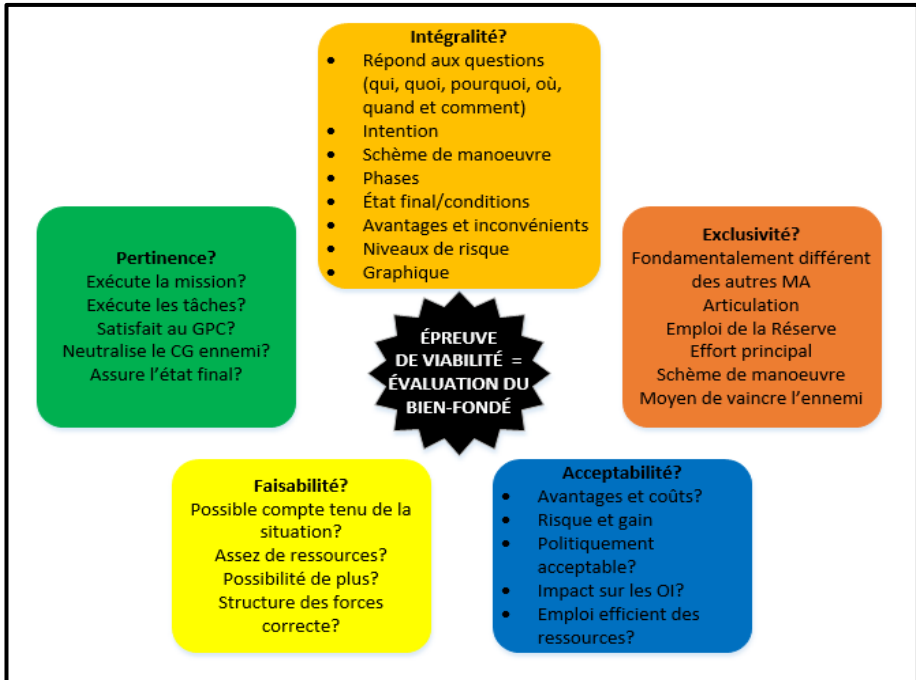 Intégralité?
• Répond aux questions
(qui, quoi, pourquoi, où,
quand et comment)
• Intention
• Schème de manoeuvre
• Phases
• État final/conditions
• Avantages et inconvénients
• Niveaux de risque
• Graphique
Pertinence?
Exécute la mission?
Exécute les tâches?
Satisfait au GPC?
Neutralise le CG ennemi?
Assure l'état final?
Exclusivité?
Fondamentalement différent
des autres MA
Articulation
Emploi de la Réserve
Effort principal
Schème de manoeuvre
Moyen de vaincre l'ennemi
ÉPREUVE
DE VIABILITÉ =
ÉVALUATION DU
BIEN-FONDÉ
Faisabilité?
Possible compte tenu de la
situation?
Assez de ressources?
Possibilité de plus?
Structure des forces
correcte?
Acceptabilité?
• Avantages et coûts?
• Risque et gain
• Politiquement
acceptable?
• Impact sur les OI?
• Emploi efficient des
ressources?